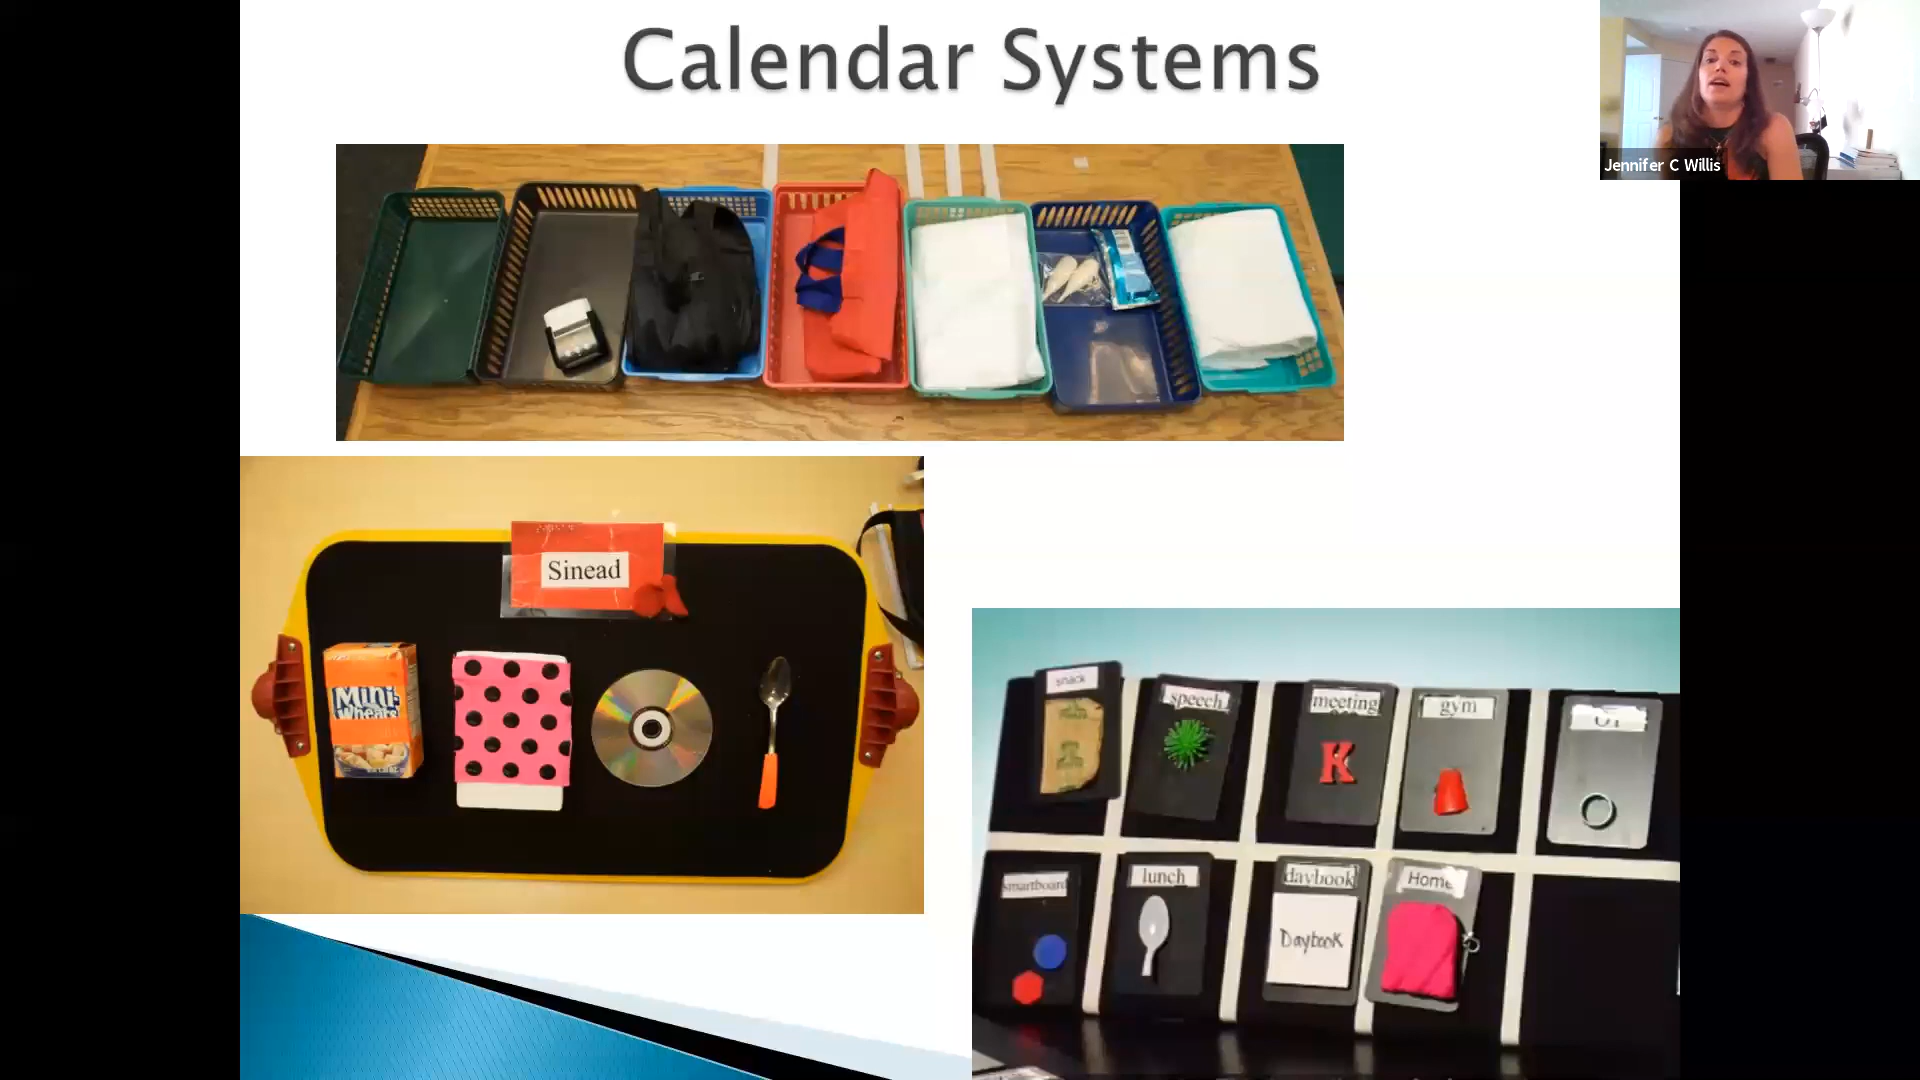 Calendar Systems
Jennifer C Willis
Sinead
Mini-
Wheats
snack
speech
meeting
gym
OT
smartboard
lunch
daybook
Daybook
Home